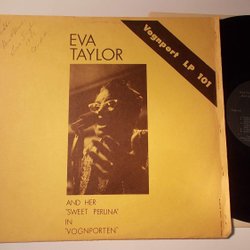 EVA
TAYLOR
Vognport LP 101
AND HER
"SWEET PERUNA"
IN
"VOGNPORTEN"